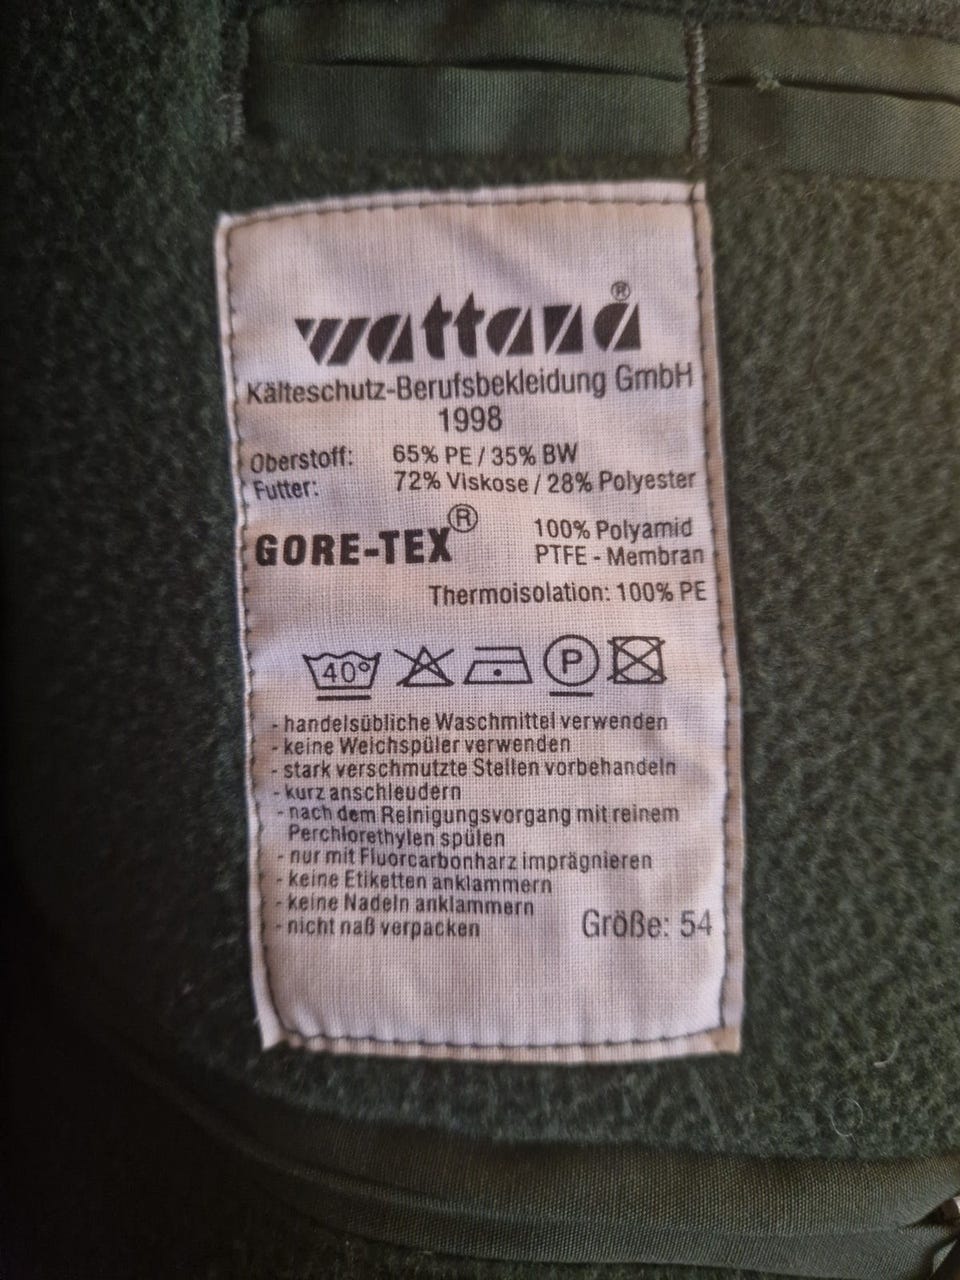 wattana®
Kälteschutz-Berufsbekleidung GmbH
1998
Oberstoff: 65% PE / 35% BW
Futter: 72% Viskose / 28% Polyester
GORE-TEX® 100% Polyamid
PTFE - Membran
Thermoisolation: 100% PE
40° P
- handelsübliche Waschmittel verwenden
- keine Weichspüler verwenden
- stark verschmutzte Stellen vorbehandeln
- kurz anschleudern
- nach dem Reinigungsvorgang mit reinem
Perchlorethylen spülen
- nur mit Fluorcarbonharz imprägnieren
- keine Etiketten anklammern
- keine Nadeln anklammern
- nicht naß verpacken Größe: 54